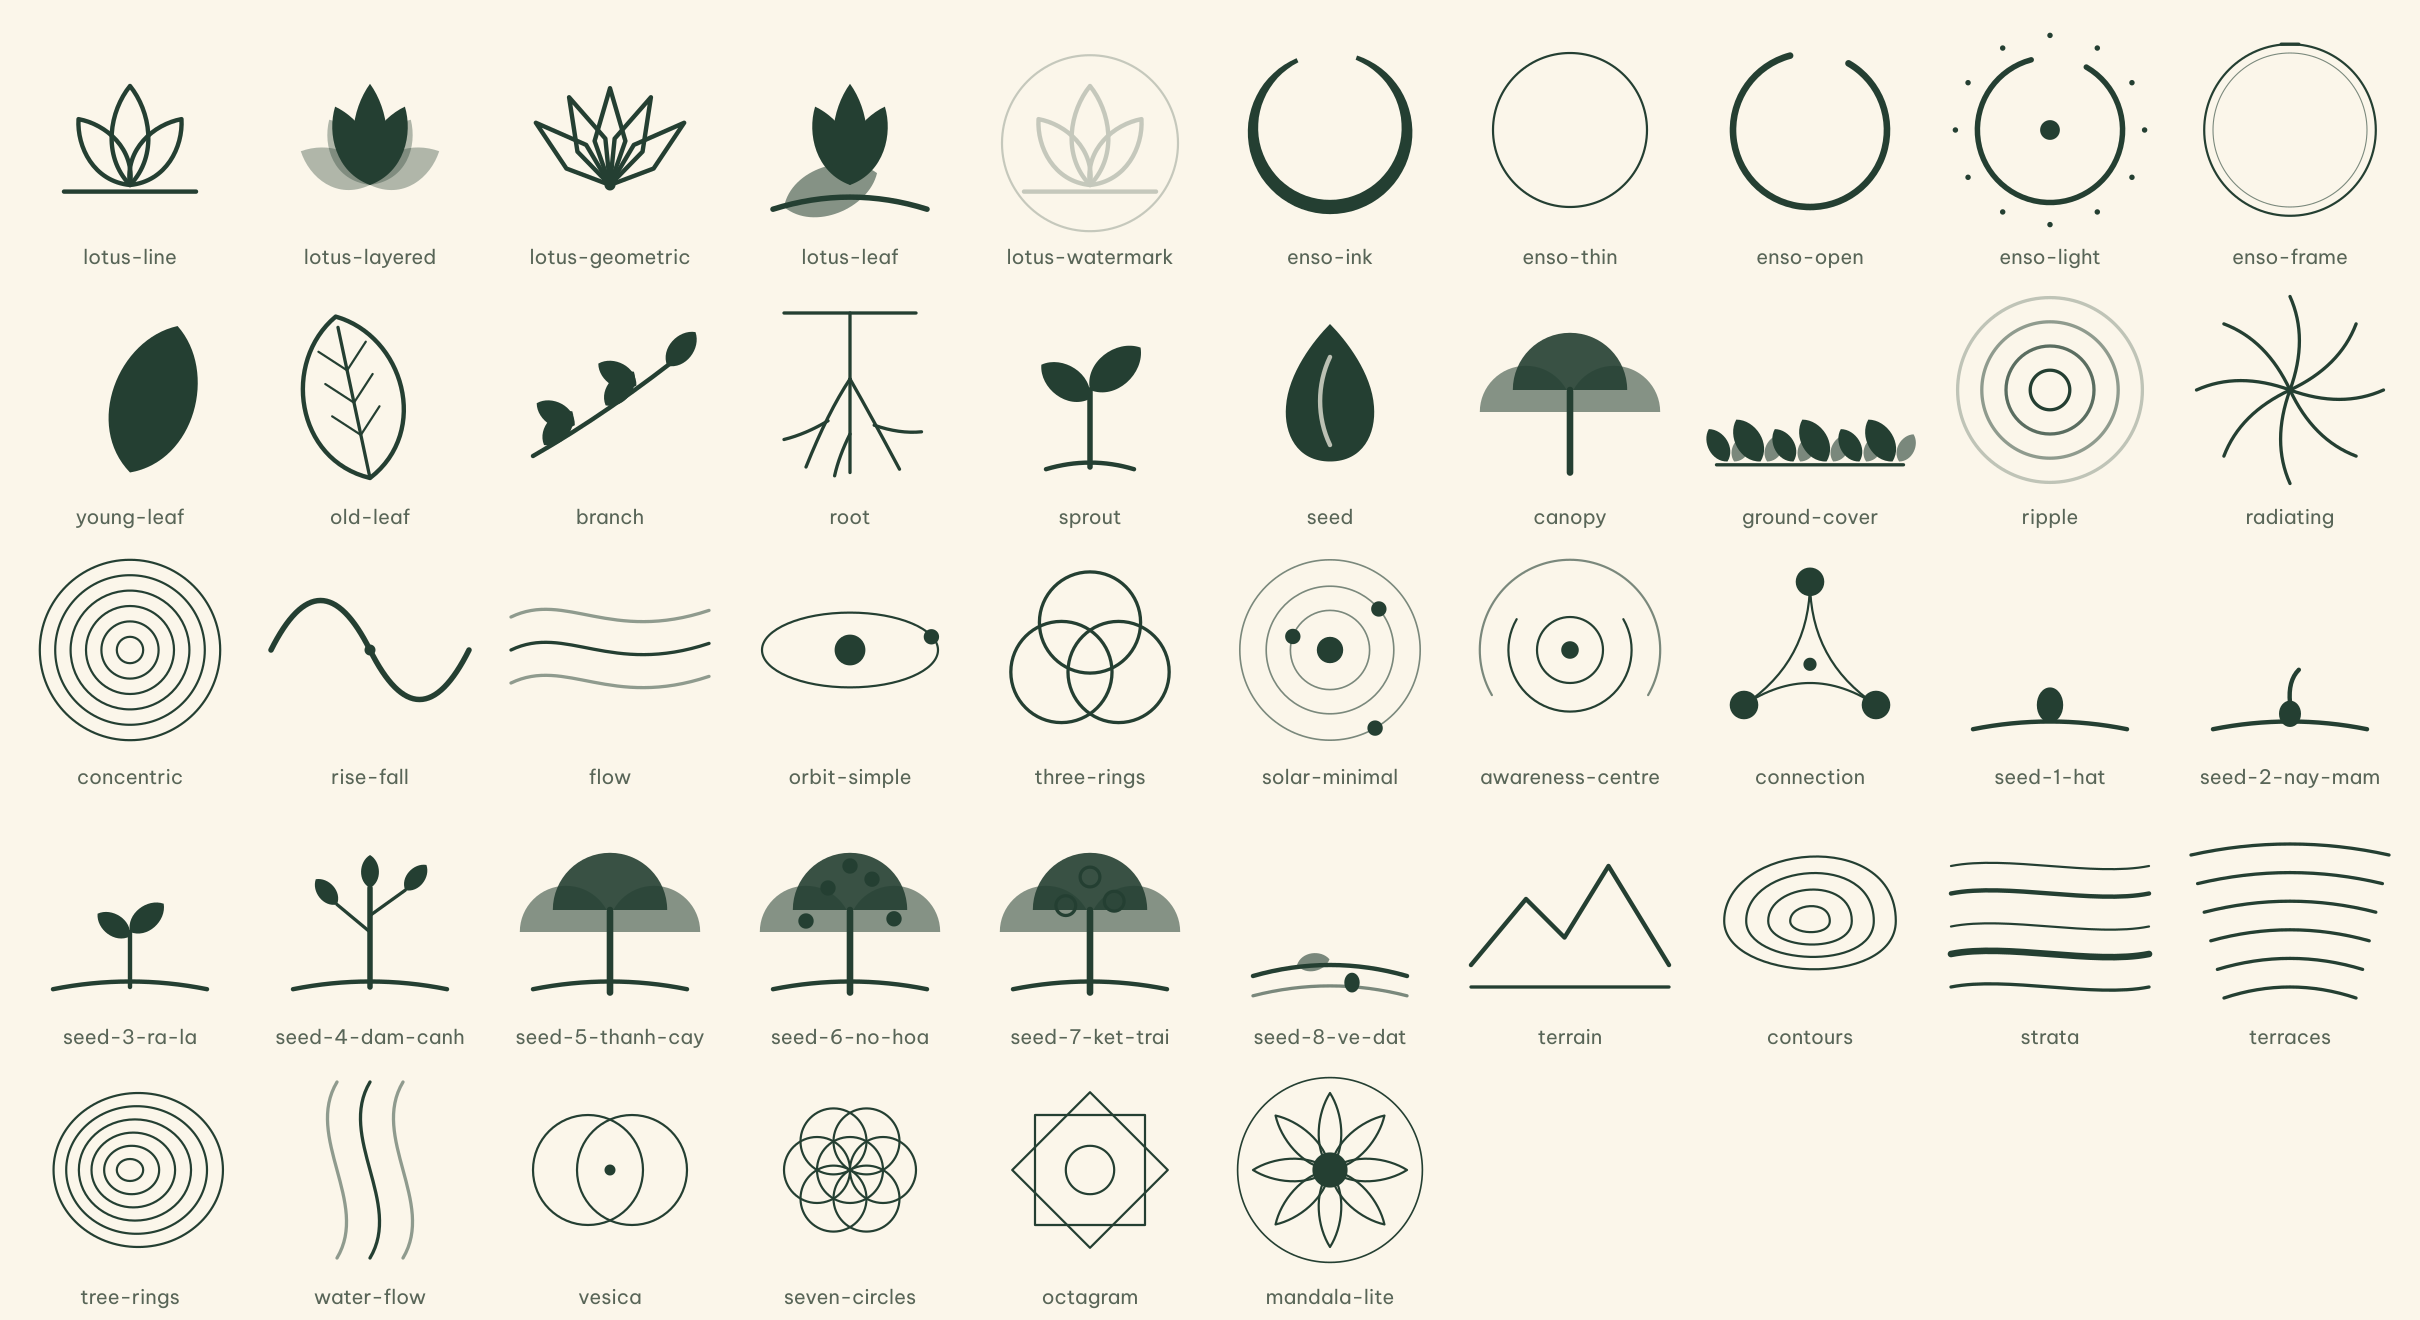 lotus-line
lotus-layered
lotus-geometric
lotus-leaf
lotus-watermark
enso-ink
enso-thin
enso-open
enso-light
enso-frame
young-leaf
old-leaf
branch
root
sprout
seed
canopy
ground-cover
ripple
radiating
concentric
rise-fall
flow
orbit-simple
three-rings
solar-minimal
awareness-centre
connection
seed-1-hat
seed-2-nay-mam
seed-3-ra-la
seed-4-dam-canh
seed-5-thanh-cay
seed-6-no-hoa
seed-7-ket-trai
seed-8-ve-dat
terrain
contours
strata
terraces
tree-rings
water-flow
vesica
seven-circles
octagram
mandala-lite